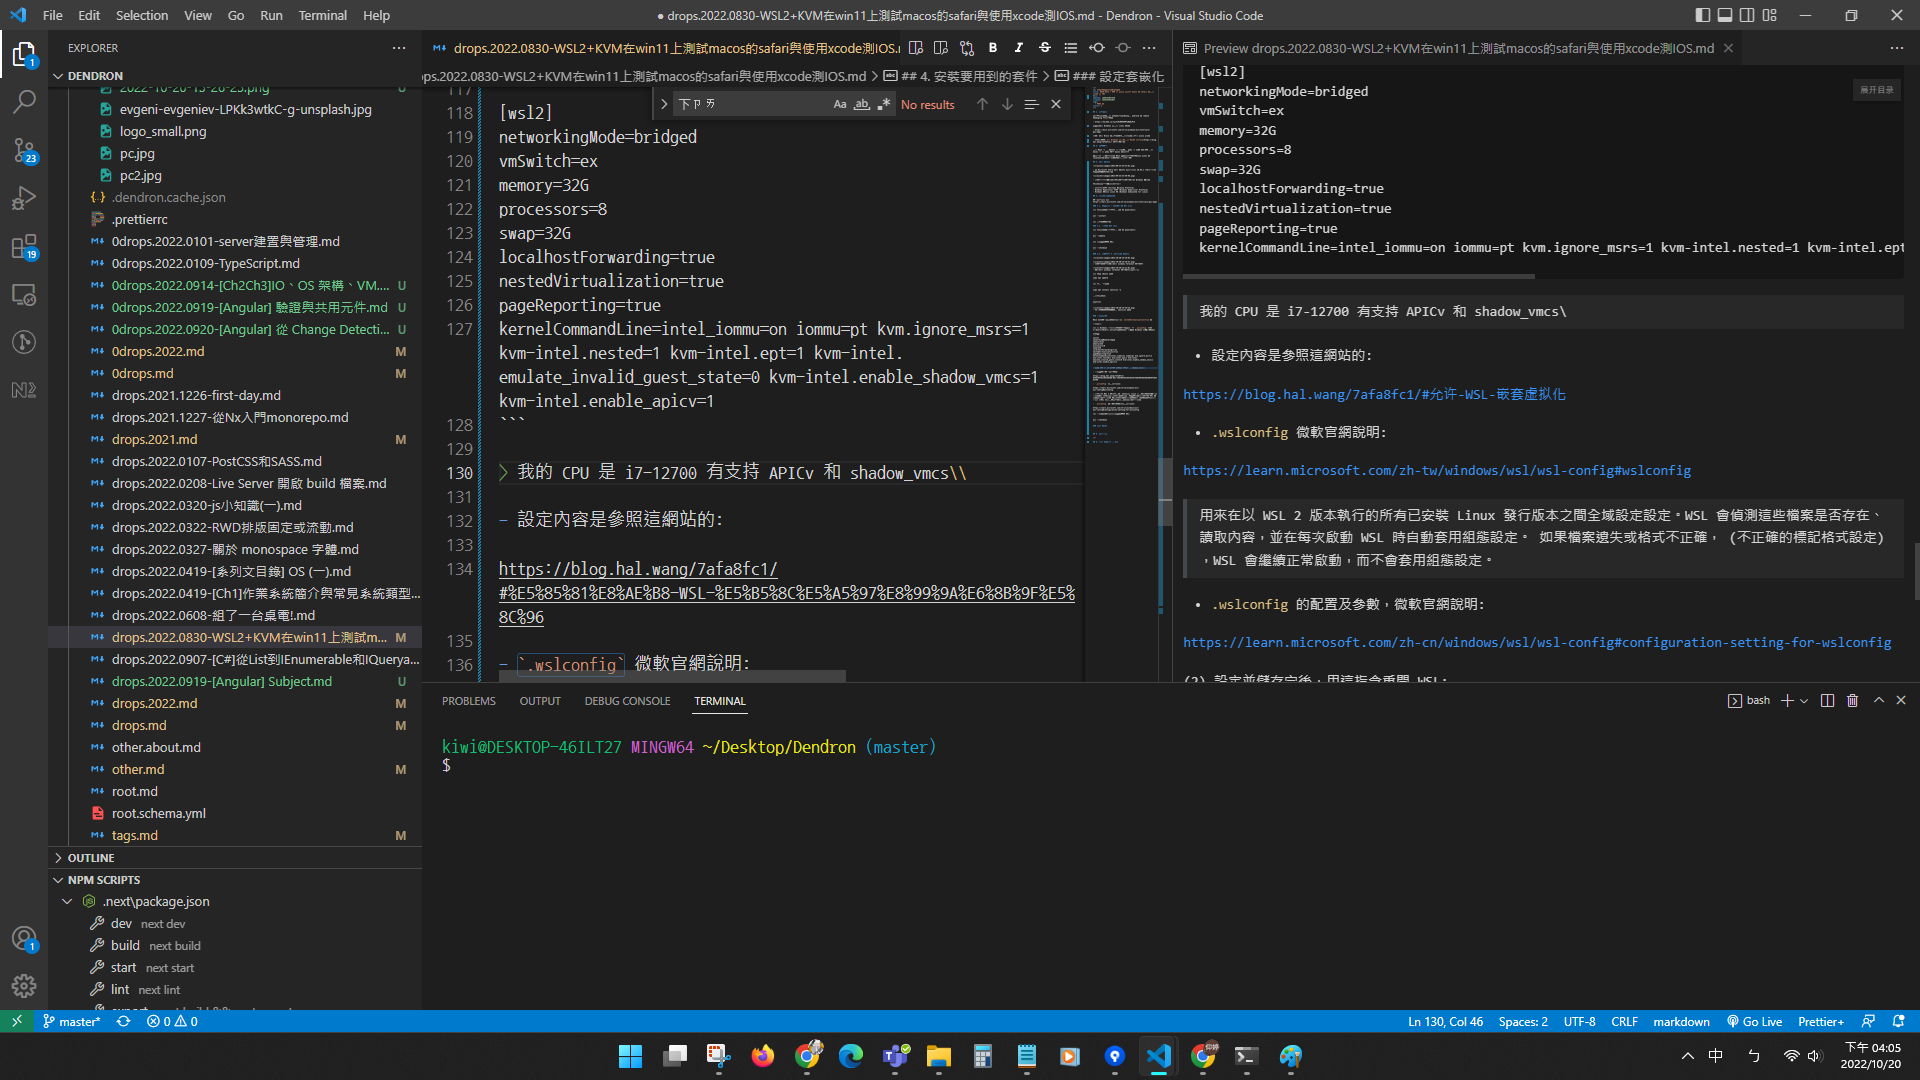 File Edit Selection View Go Run Terminal Help
● drops.2022.0830-WSL2+KVM在win11上測試macos的safari與使用xcode測IOS.md - Dendron - Visual Studio Code
EXPLORER
DENDRON
2022-10-20-15-26-25.png U
evgeni-evgeniev-LPKk3wtkC-g-unsplash.jpg
logo_small.png
pc.jpg
pc2.jpg
.dendron.cache.json
.prettierrc
0drops.2022.0101-server建置與管理.md
0drops.2022.0109-TypeScript.md
0drops.2022.0914-[Ch2Ch3]IO、OS 架構、VM.... U
0drops.2022.0919-[Angular] 驗證與共用元件.md U
0drops.2022.0920-[Angular] 從 Change Detecti... U
0drops.2022.md M
0drops.md M
drops.2021.1226-first-day.md
drops.2021.1227-從Nx入門monorepo.md
drops.2021.md M
drops.2022.0107-PostCSS和SASS.md
drops.2022.0208-Live Server 開啟 build 檔案.md
drops.2022.0320-js小知識(一).md
drops.2022.0322-RWD排版固定或流動.md
drops.2022.0327-關於 monospace 字體.md
drops.2022.0419-[系列文目錄] OS (一).md
drops.2022.0419-[Ch1]作業系統簡介與常見系統類型...
drops.2022.0608-組了一台桌電!.md
drops.2022.0830-WSL2+KVM在win11上測試m... M
drops.2022.0907-[C#]從List到IEnumerable和IQuerya...
drops.2022.0919-[Angular] Subject.md U
drops.2022.md M
drops.md M
other.about.md
other.md M
root.md
root.schema.yml
tags.md M
OUTLINE
NPM SCRIPTS
.next\package.json
dev next dev
build next build
start next start
lint next lint
drops.2022.0830-WSL2+KVM在win11上測試macos的safari與使用xcode測IOS.
ops.2022.0830-WSL2+KVM在win11上測試macos的safari與使用xcode測IOS.md > ## 4. 安裝要用到的套件 > ### 設定套嵌化
下ㄗㄞ Aa ab No results
117
118 [wsl2]
119 networkingMode=bridged
120 vmSwitch=ex
121 memory=32G
122 processors=8
123 swap=32G
124 localhostForwarding=true
125 nestedVirtualization=true
126 pageReporting=true
127 kernelCommandLine=intel_iommu=on iommu=pt kvm.ignore_msrs=1
kvm-intel.nested=1 kvm-intel.ept=1 kvm-intel.
emulate_invalid_guest_state=0 kvm-intel.enable_shadow_vmcs=1
kvm-intel.enable_apicv=1
128 ```
129
130 > 我的 CPU 是 i7-12700 有支持 APICv 和 shadow_vmcs\\
131
132 - 設定內容是參照這網站的:
133
134 https://blog.hal.wang/7afa8fc1/
#%E5%85%81%E8%AE%B8-WSL-%E5%B5%8C%E5%A5%97%E8%99%9A%E6%8B%9F%E5%
8C%96
135
136 - `.wslconfig` 微軟官網說明:
Preview drops.2022.0830-WSL2+KVM在win11上測試macos的safari與使用xcode測IOS.md
展开目录
[wsl2]
networkingMode=bridged
vmSwitch=ex
memory=32G
processors=8
swap=32G
localhostForwarding=true
nestedVirtualization=true
pageReporting=true
kernelCommandLine=intel_iommu=on iommu=pt kvm.ignore_msrs=1 kvm-intel.nested=1 kvm-intel.ept
我的 CPU 是 i7-12700 有支持 APICv 和 shadow_vmcs\
• 設定內容是參照這網站的:
https://blog.hal.wang/7afa8fc1/#允许-WSL-嵌套虚拟化
• .wslconfig 微軟官網說明:
https://learn.microsoft.com/zh-tw/windows/wsl/wsl-config#wslconfig
用來在以 WSL 2 版本執行的所有已安裝 Linux 發行版本之間全域設定設定。WSL 會偵測這些檔案是否存在、
讀取內容，並在每次啟動 WSL 時自動套用組態設定。 如果檔案遺失或格式不正確， (不正確的標記格式設定)
，WSL 會繼續正常啟動，而不會套用組態設定。
• .wslconfig 的配置及參數，微軟官網說明:
https://learn.microsoft.com/zh-cn/windows/wsl/wsl-config#configuration-setting-for-wslconfig
(2) 設定並儲存完後，用這指令重開 WSL:
PROBLEMS OUTPUT DEBUG CONSOLE TERMINAL
bash
kiwi@DESKTOP-46ILT27 MINGW64 ~/Desktop/Dendron (master)
$
master* 0 0
Ln 130, Col 46 Spaces: 2 UTF-8 CRLF markdown Go Live Prettier+
中 ㄅ 下午 04:05
2022/10/20
1
23
19
1